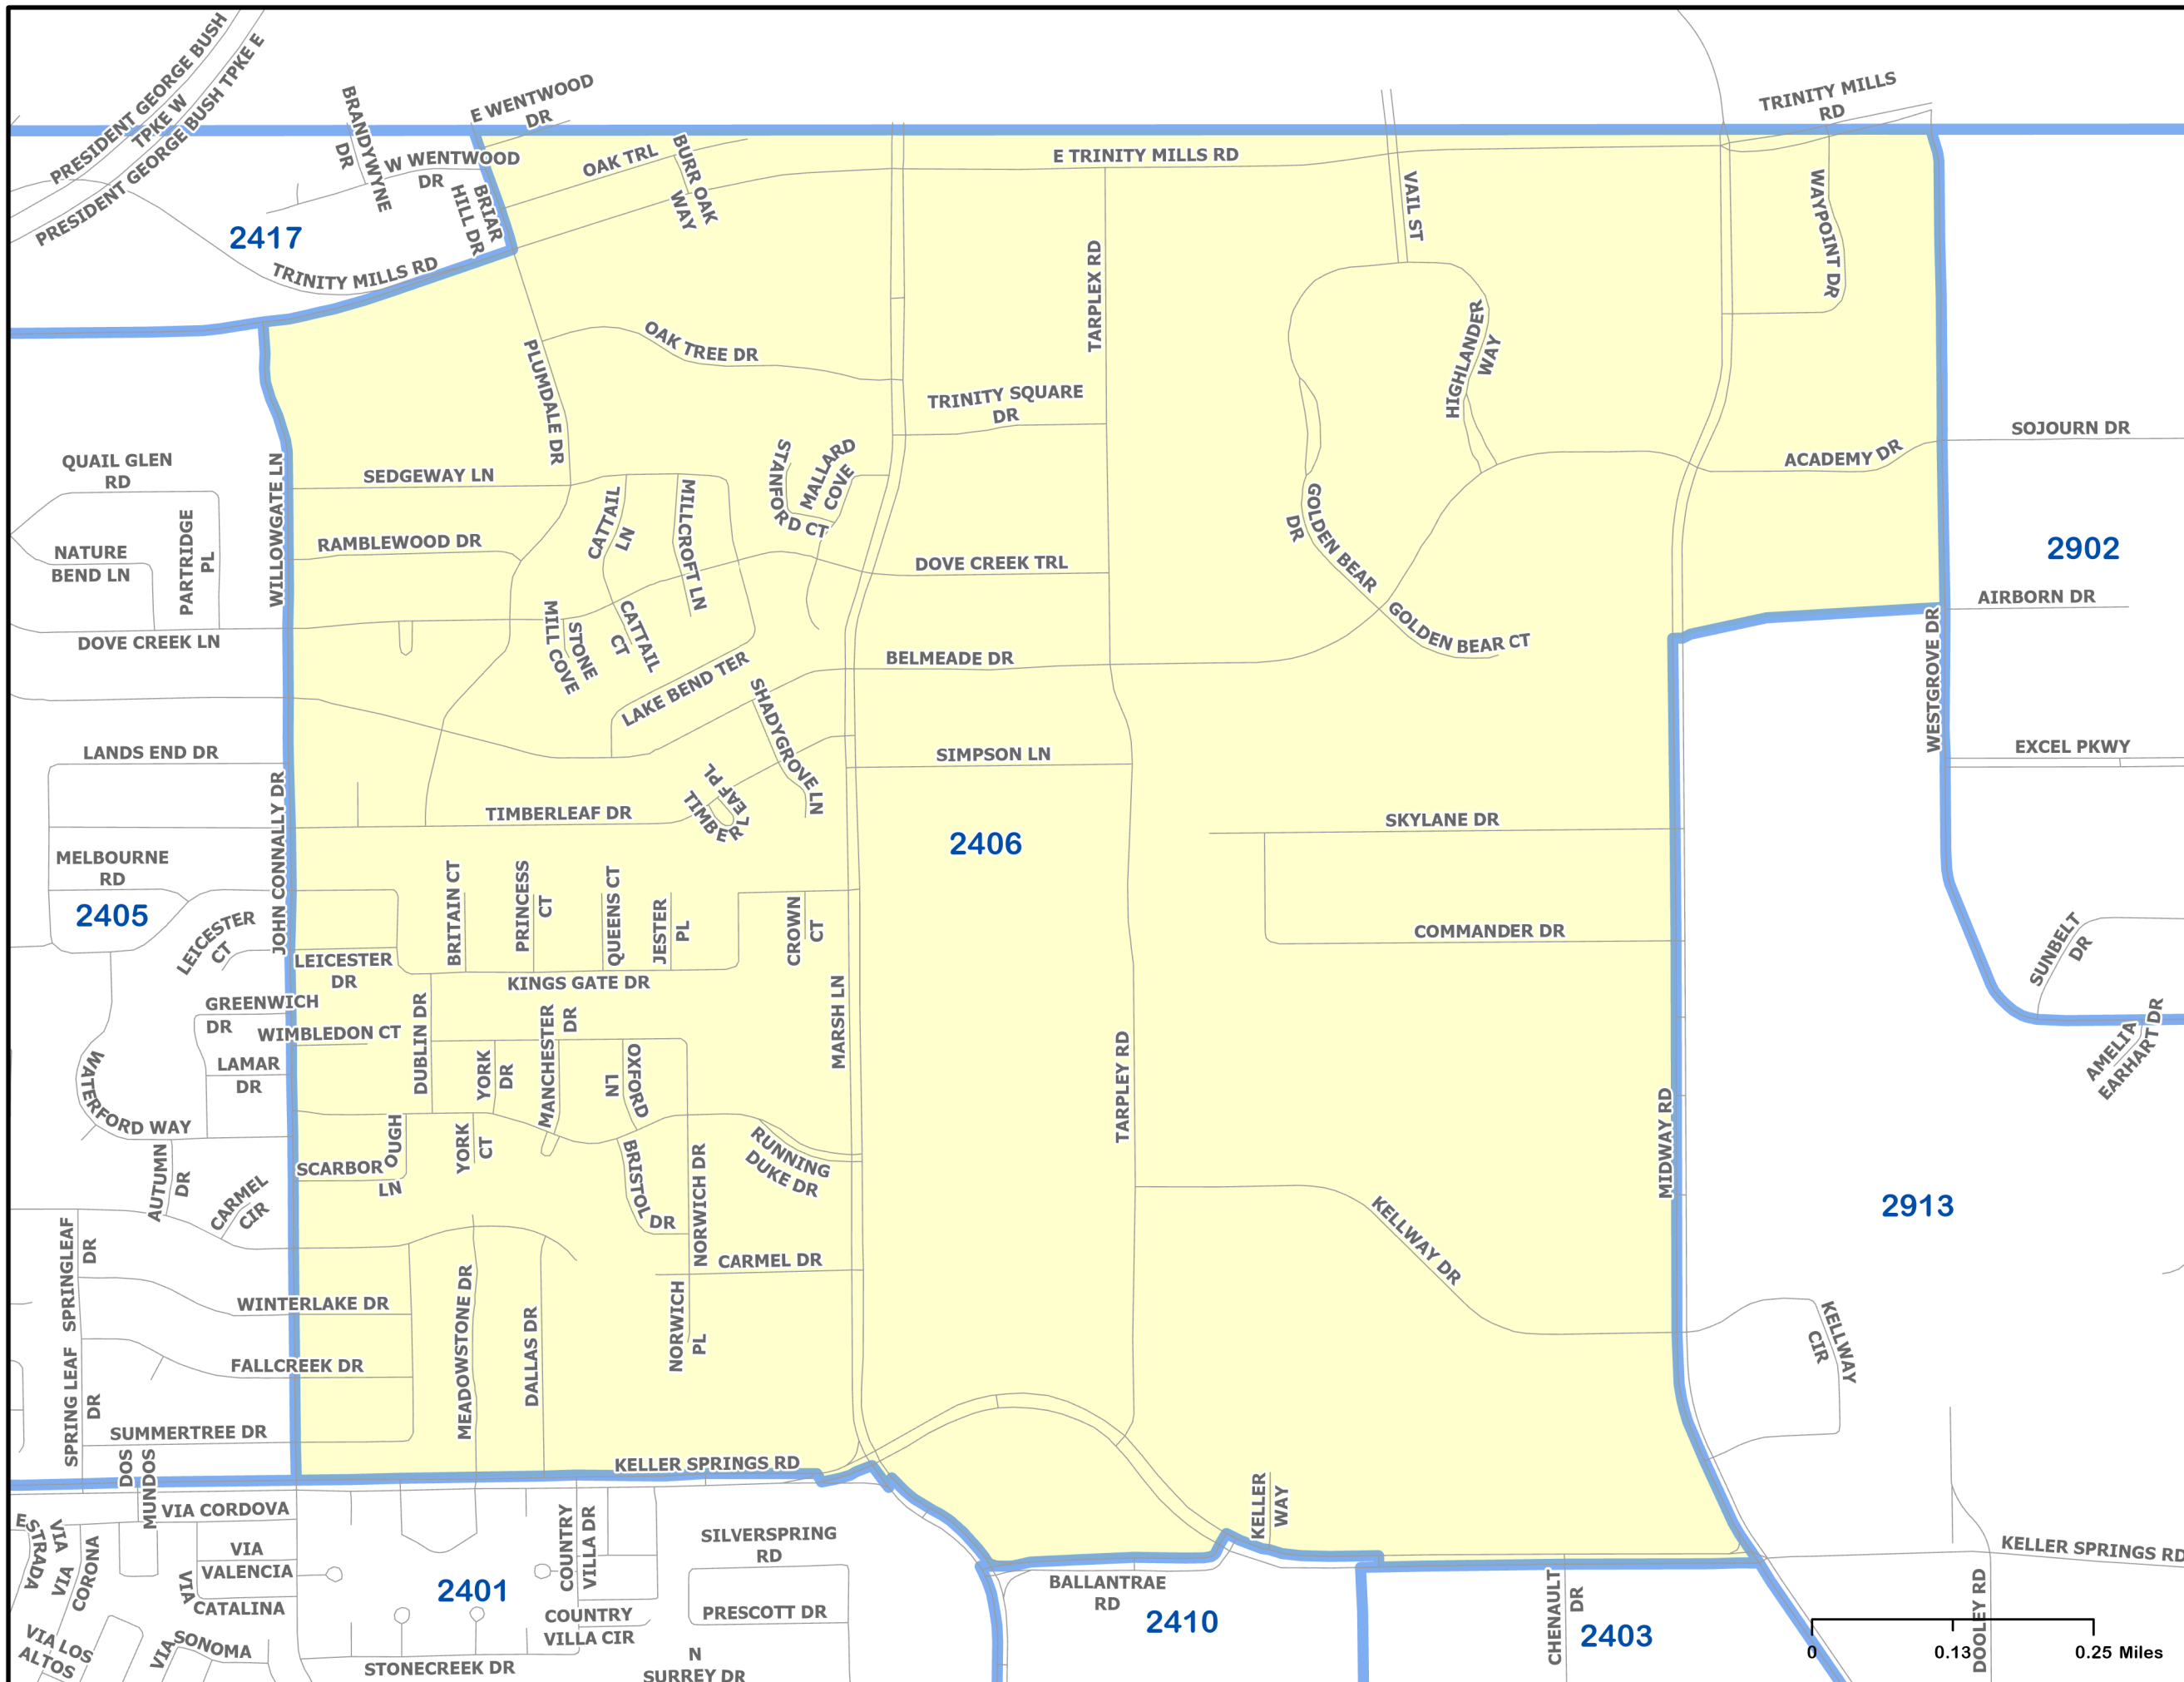 PRESIDENT GEORGE BUSH
TPKE W
PRESIDENT GEORGE BUSH TPKE E
BRANDYWYNE
DR
E WENTWOOD
DR
W WENTWOOD
DR
BRIAR
HILL DR
2417
TRINITY MILLS RD
OAK TRL
BURR OAK
WAY
E TRINITY MILLS RD
VAIL ST
TRINITY MILLS
RD
WAYPOINT DR
TARPLEX RD
HIGHLANDER
WAY
PLUMDALE DR
OAK TREE DR
TRINITY SQUARE
DR
SOJOURN DR
ACADEMY DR
QUAIL GLEN
RD
WILLOWGATE LN
SEDGEWAY LN
STANFORD CT
MALLARD
COVE
CATTAIL
LN
MILLCROFT LN
GOLDEN BEAR
DR
RAMBLEWOOD DR
PARTRIDGE
PL
NATURE
BEND LN
DOVE CREEK TRL
2902
AIRBORN DR
DOVE CREEK LN
MILL COVE
STONE
CATTAIL
CT
LAKE BEND TER
BELMEADE DR
GOLDEN BEAR CT
WESTGROVE DR
SHADYGROVE LN
LANDS END DR
SIMPSON LN
EXCEL PKWY
JOHN CONNALLY DR
TIMBERLEAF DR
TIMBERLEAF PL
2406
SKYLANE DR
MELBOURNE
RD
2405
LEICESTER
CT
BRITAIN CT
PRINCESS
CT
QUEENS CT
JESTER
PL
CROWN
CT
COMMANDER DR
SUNBELT
DR
LEICESTER
DR
KINGS GATE DR
GREENWICH
DR
WIMBLEDON CT
DUBLIN DR
MANCHESTER
DR
MARSH LN
TARPLEY RD
AMELIA
EARHART DR
LAMAR
DR
YORK
DR
OXFORD
LN
WATERFORD WAY
MIDWAY RD
SCARBOROUGH
LN
YORK
CT
BRISTOL DR
NORWICH DR
RUNNING
DUKE DR
AUTUMN
DR
CARMEL
CIR
2913
SPRINGLEAF
DR
CARMEL DR
KELLWAY DR
WINTERLAKE DR
MEADOWSTONE DR
DALLAS DR
NORWICH
PL
KELLWAY
CIR
FALLCREEK DR
SPRING LEAF
DR
SUMMERTREE DR
KELLER SPRINGS RD
DOS
MUNDOS
VIA CORDOVA
KELLER
WAY
ESTRADA
VIA
VIA
CORONA
VIA
VALENCIA
VIA
CATALINA
COUNTRY
VILLA DR
SILVERSPRING
RD
KELLER SPRINGS RD
2401
BALLANTRAE
RD
CHENAULT
DR
DOOLEY RD
COUNTRY
VILLA CIR
PRESCOTT DR
2410
2403
VIA LOS
ALTOS
VIA
SONOMA
STONECREEK DR
N
SURREY DR
0 0.13 0.25 Miles